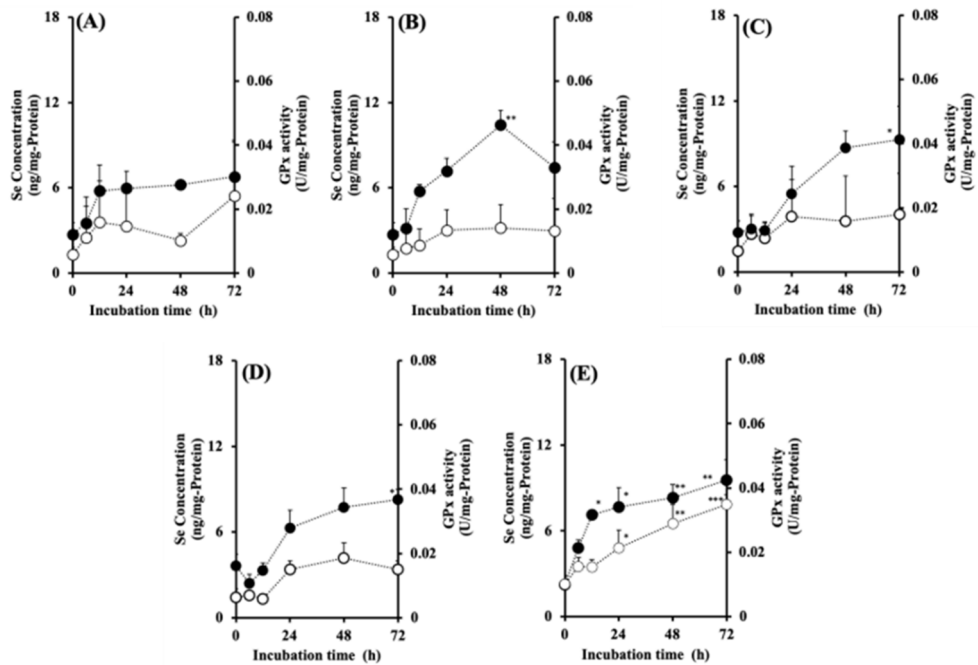 (A)
18
12
6
0
Se Concentration
(ng/mg-Protein)
0.08
0.06
0.04
0.02
0
GPx activity
(U/mg-Protein)
0 24 48 72
Incubation time (h)
(B)
18
12
6
0
Se Concentration
(ng/mg-Protein)
**
0.08
0.06
0.04
0.02
0
GPx activity
(U/mg-Protein)
0 24 48 72
Incubation time (h)
(C)
18
12
6
0
Se Concentration
(ng/mg-Protein)
*
0.08
0.06
0.04
0.02
0
GPx activity
(U/mg-Protein)
0 24 48 72
Incubation time (h)
(D)
18
12
6
0
Se Concentration
(ng/mg-Protein)
*
0.08
0.06
0.04
0.02
0
GPx activity
(U/mg-Protein)
0 24 48 72
Incubation time (h)
(E)
18
12
6
0
Se Concentration
(ng/mg-Protein)
* * ** **
* ** ***
0.08
0.06
0.04
0.02
0
GPx activity
(U/mg-Protein)
0 24 48 72
Incubation time (h)